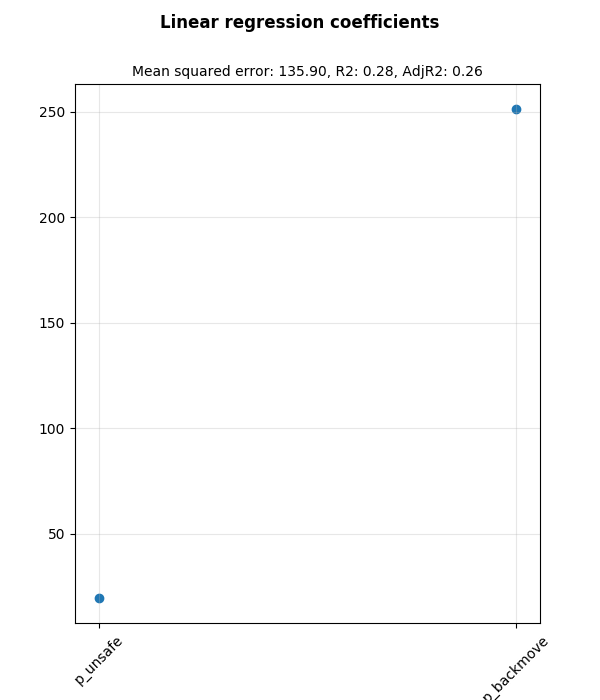 Linear regression coefficients
Mean squared error: 135.90, R2: 0.28, AdjR2: 0.26
250
200
150
100
50
p_unsafe
p_backmove